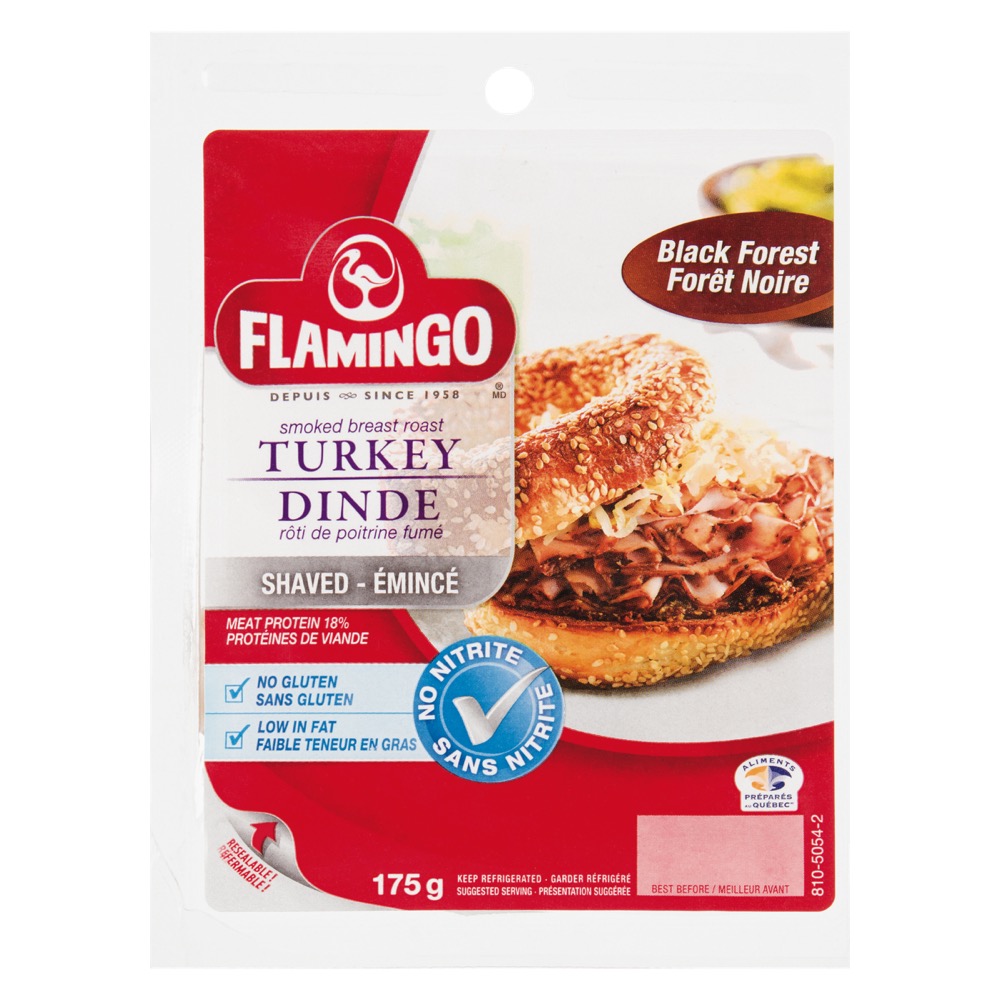 Black Forest
Forêt Noire
FLAMINGO
DEPUIS SINCE 1958
® MD
smoked breast roast
TURKEY
DINDE
rôti de poitrine fumé
SHAVED - ÉMINCÉ
MEAT PROTEIN 18%
PROTÉINES DE VIANDE
NO GLUTEN
SANS GLUTEN
LOW IN FAT
FAIBLE TENEUR EN GRAS
NO NITRITE
SANS NITRITE
ALIMENTS
PRÉPARÉS
AU QUÉBEC
RESEALABLE!
REFERMABLE!
175 g
KEEP REFRIGERATED - GARDER RÉFRIGÉRÉ
SUGGESTED SERVING - PRÉSENTATION SUGGÉRÉE
BEST BEFORE / MEILLEUR AVANT
810-5054-2